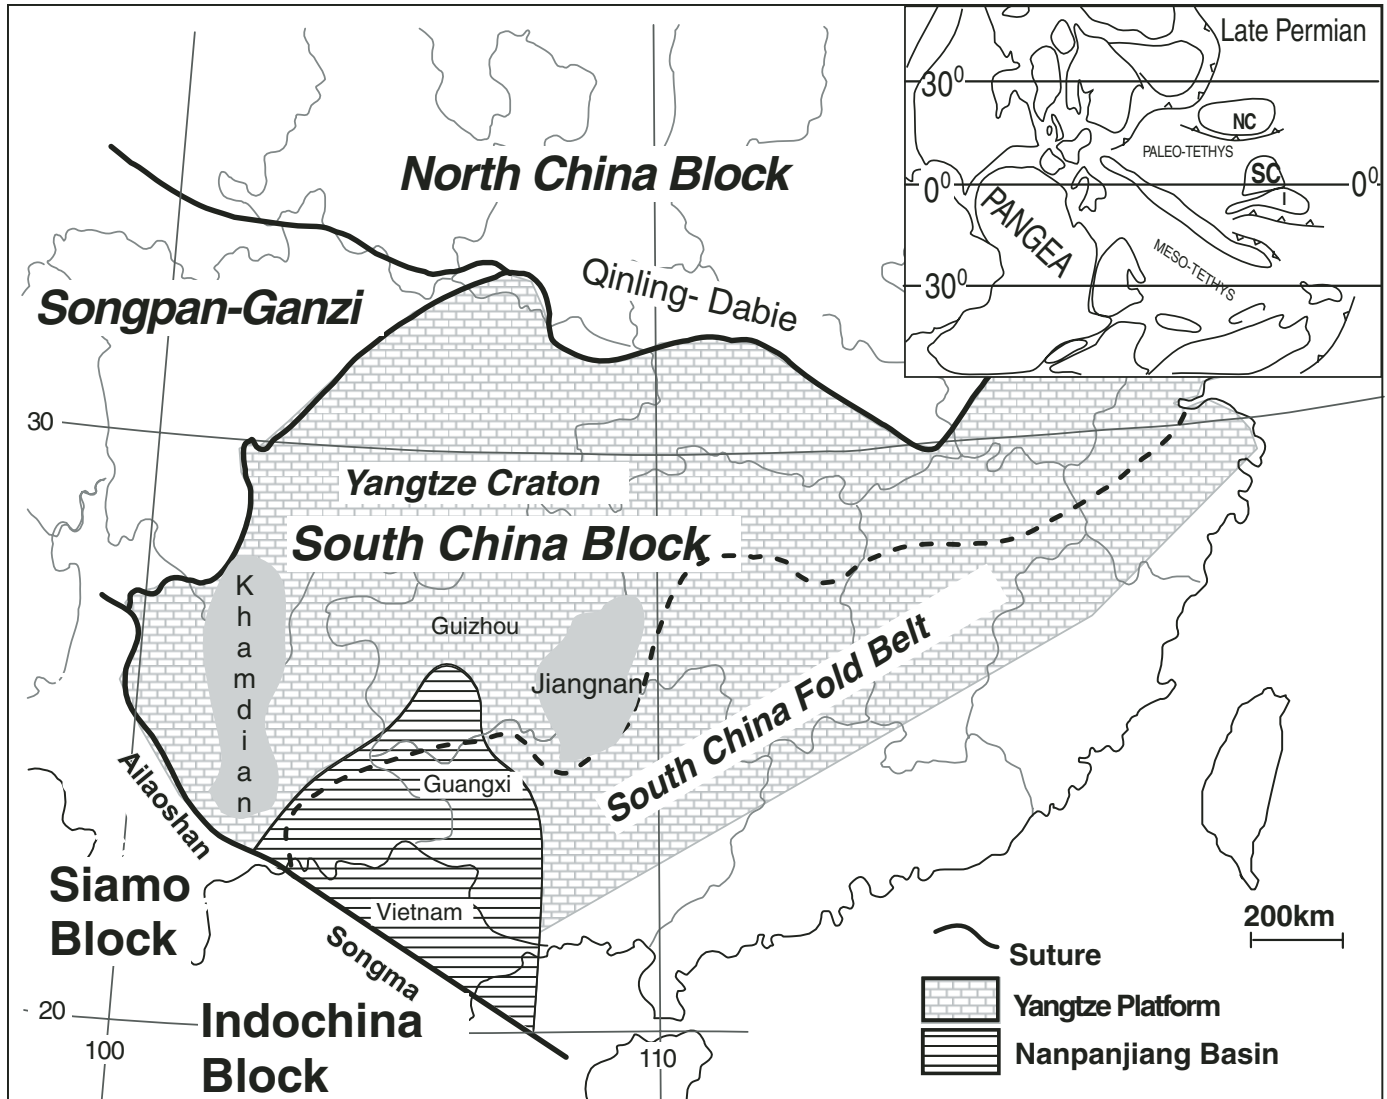 Late Permian
30⁰
NC
PALEO-TETHYS
SC
0⁰
0⁰
I
PANGEA
MESO-TETHYS
30⁰
North China Block
Qinling- Dabie
Songpan-Ganzi
30
Yangtze Craton
South China Block
Khamdian
Guizhou
Jiangnan
South China Fold Belt
Guangxi
Ailaoshan
Siamo
Block
Vietnam
Songma
200km
Suture
Yangtze Platform
Nanpanjiang Basin
20
Indochina
Block
100
110